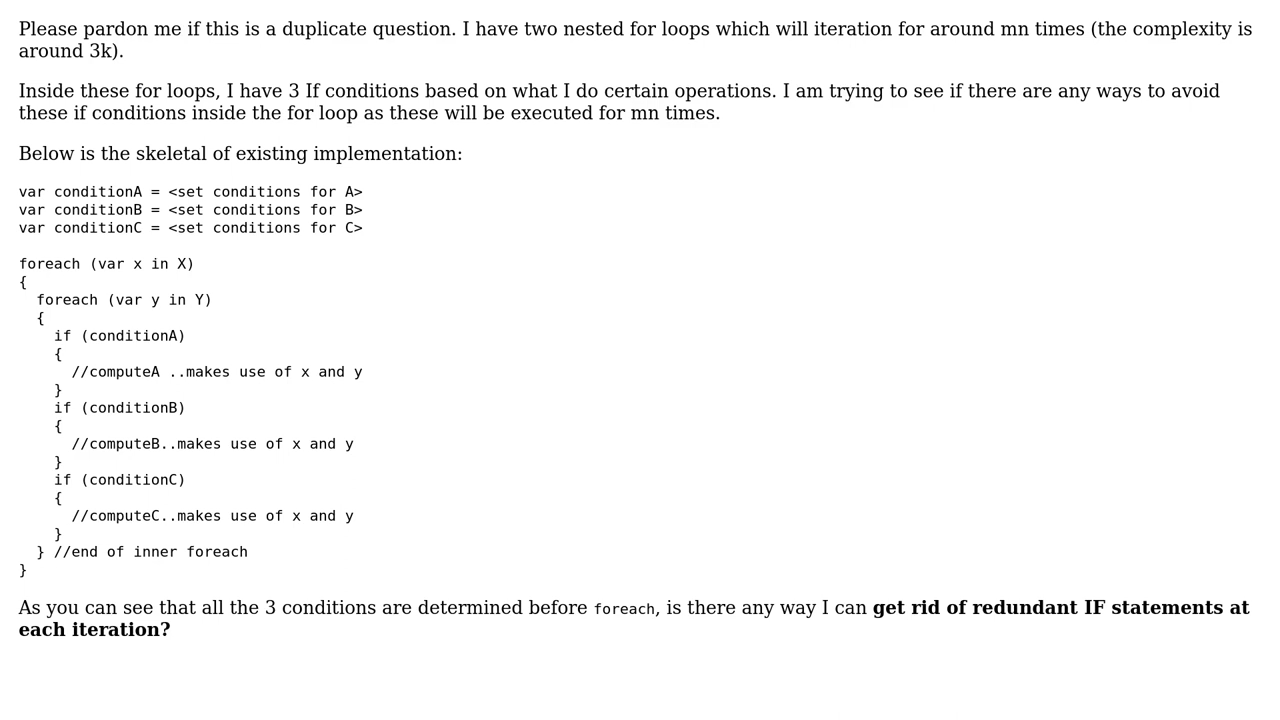 Please pardon me if this is a duplicate question. I have two nested for loops which will iteration for around mn times (the complexity is
around 3k).
Inside these for loops, I have 3 If conditions based on what I do certain operations. I am trying to see if there are any ways to avoid
these if conditions inside the for loop as these will be executed for mn times.
Below is the skeletal of existing implementation:
var conditionA = <set conditions for A>
var conditionB = <set conditions for B>
var conditionC = <set conditions for C>
foreach (var x in X)
{
  foreach (var y in Y)
  {
    if (conditionA)
    {
      //computeA ..makes use of x and y
    }
    if (conditionB)
    {
      //computeB..makes use of x and y
    }
    if (conditionC)
    {
      //computeC..makes use of x and y
    }
  } //end of inner foreach
}
As you can see that all the 3 conditions are determined before foreach, is there any way I can get rid of redundant IF statements at
each iteration?